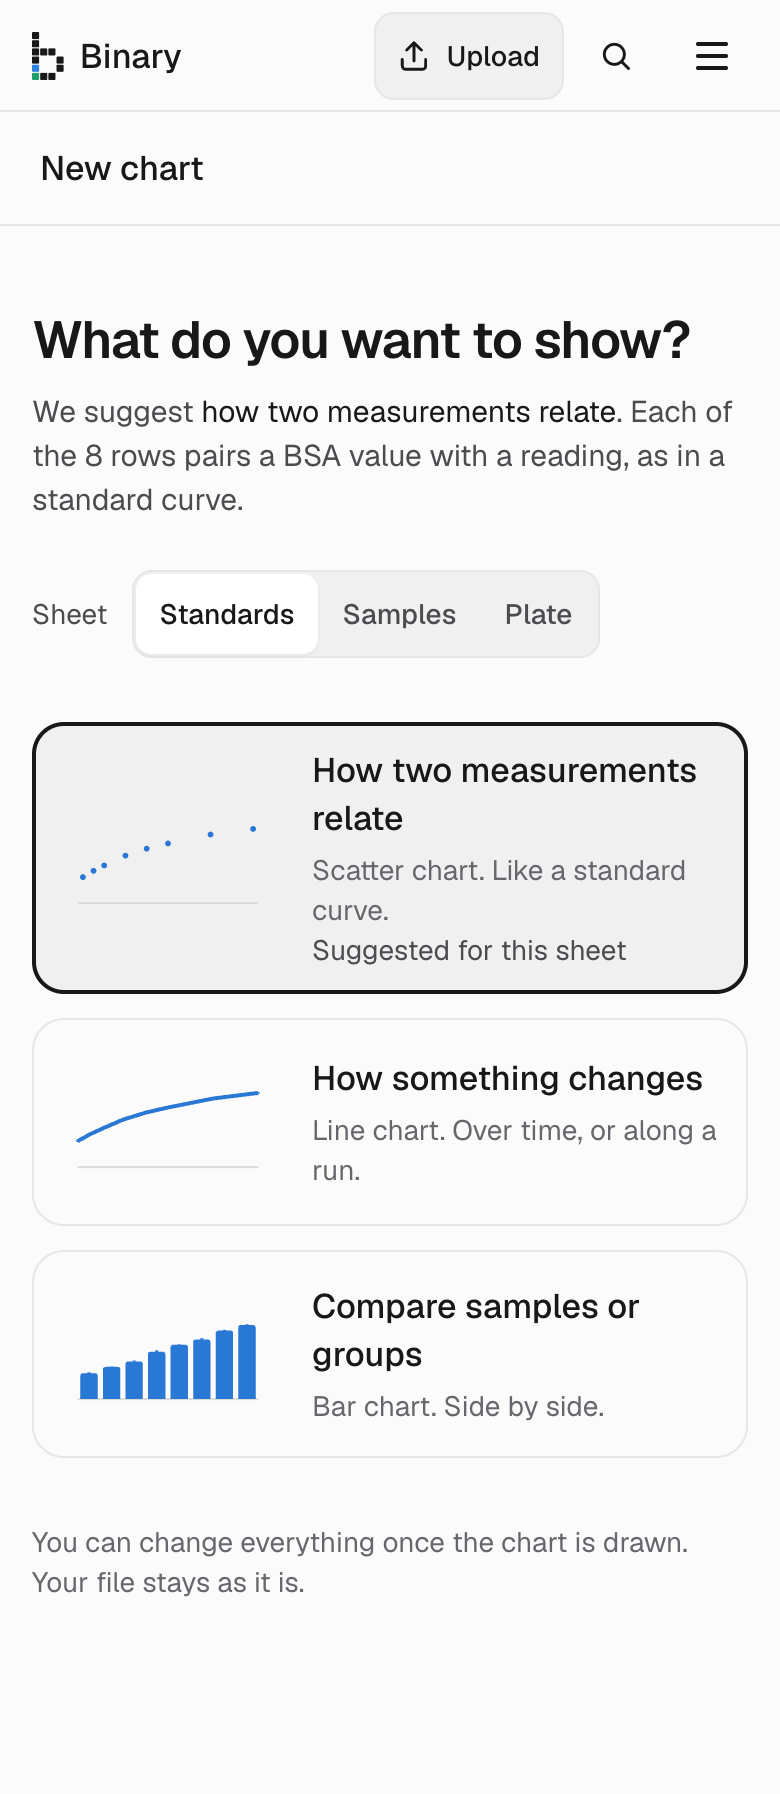 Binary
Upload
New chart
What do you want to show?
We suggest how two measurements relate. Each of
the 8 rows pairs a BSA value with a reading, as in a
standard curve.
Sheet
Standards
Samples
Plate
How two measurements
relate
Scatter chart. Like a standard
curve.
Suggested for this sheet
How something changes
Line chart. Over time, or along a
run.
Compare samples or
groups
Bar chart. Side by side.
You can change everything once the chart is drawn.
Your file stays as it is.